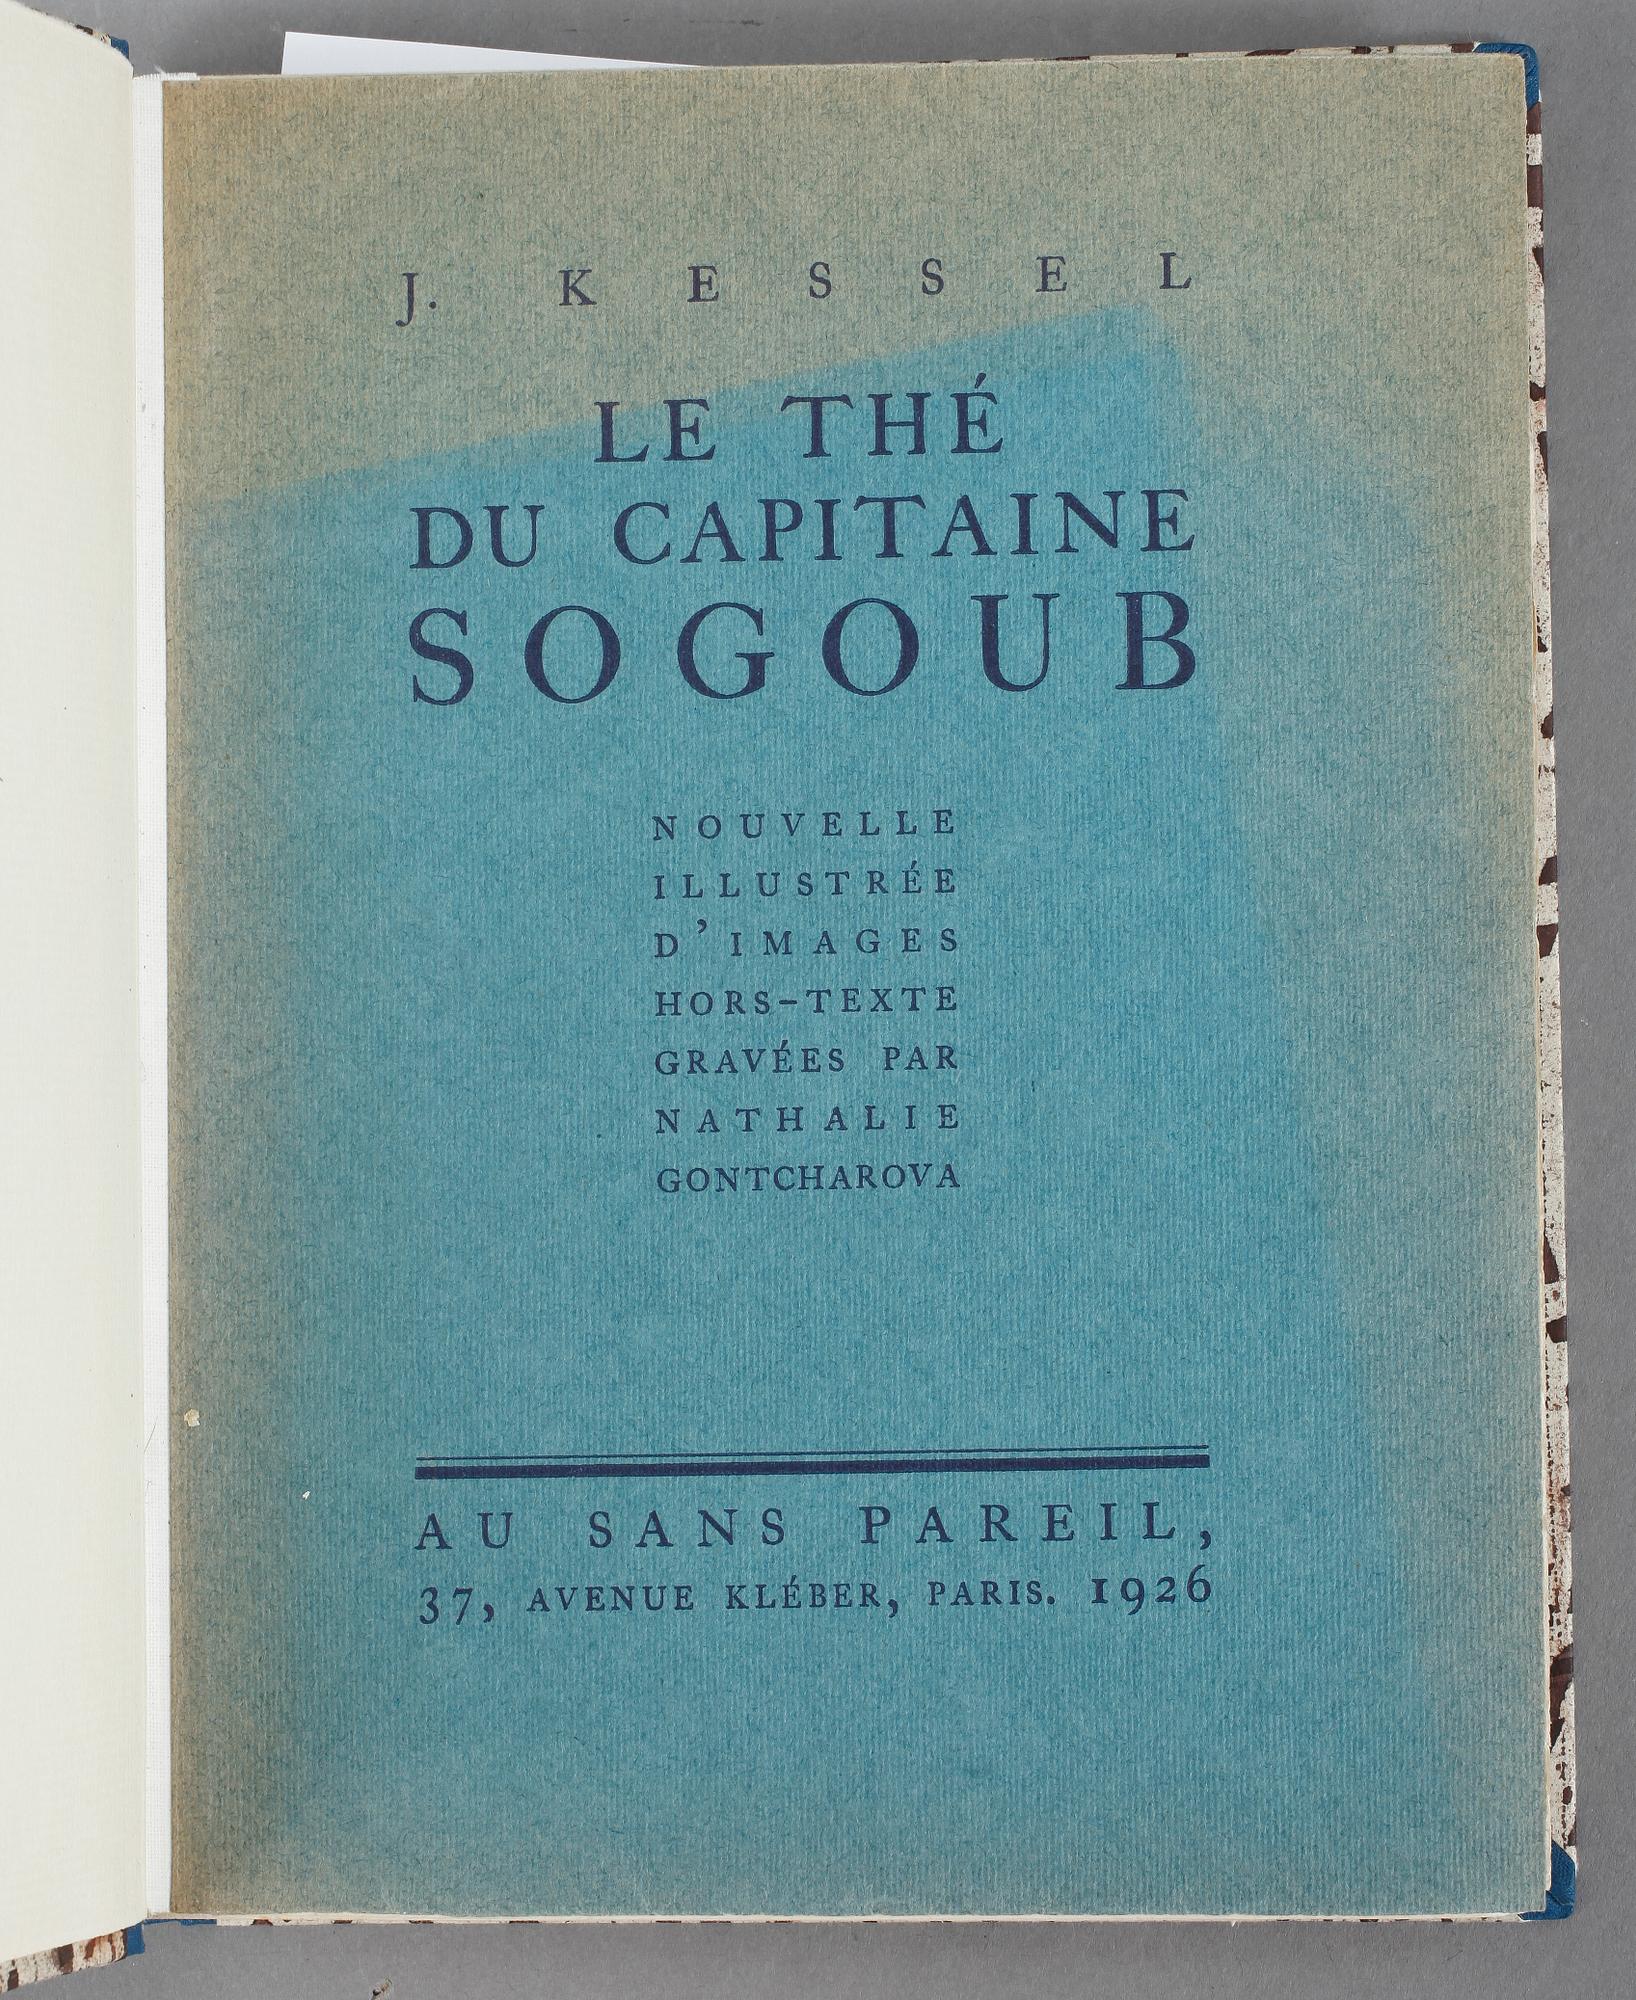 J. KESSEL
LE THÉ
DU CAPITAINE
SOGOUB
NOUVELLE
ILLUSTRÉE
D'IMAGES
HORS-TEXTE
GRAVÉES PAR
NATHALIE
GONTCHAROVA
AU SANS PAREIL,
37, AVENUE KLÉBER, PARIS. 1926